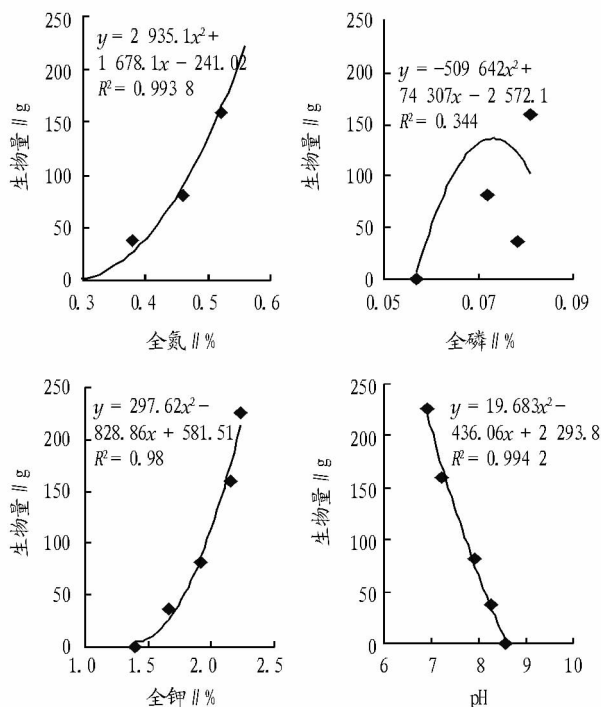 y = 2 935.1x²+
1 678.1x − 241.02
R² = 0.993 8
生物量 // g
250
200
150
100
50
0
0.3 0.4 0.5 0.6
全氮 // %
y = −509 642x²+
74 307x − 2 572.1
R² = 0.344
生物量 // g
250
200
150
100
50
0
0.05 0.07 0.09
全磷 // %
y = 297.62x²−
828.86x + 581.51
R² = 0.98
生物量 // g
250
200
150
100
50
0
1.0 1.5 2.0 2.5
全钾 // %
y = 19.683x²−
436.06x + 2 293.8
R² = 0.994 2
生物量 // g
250
200
150
100
50
0
6 7 8 9 10
pH